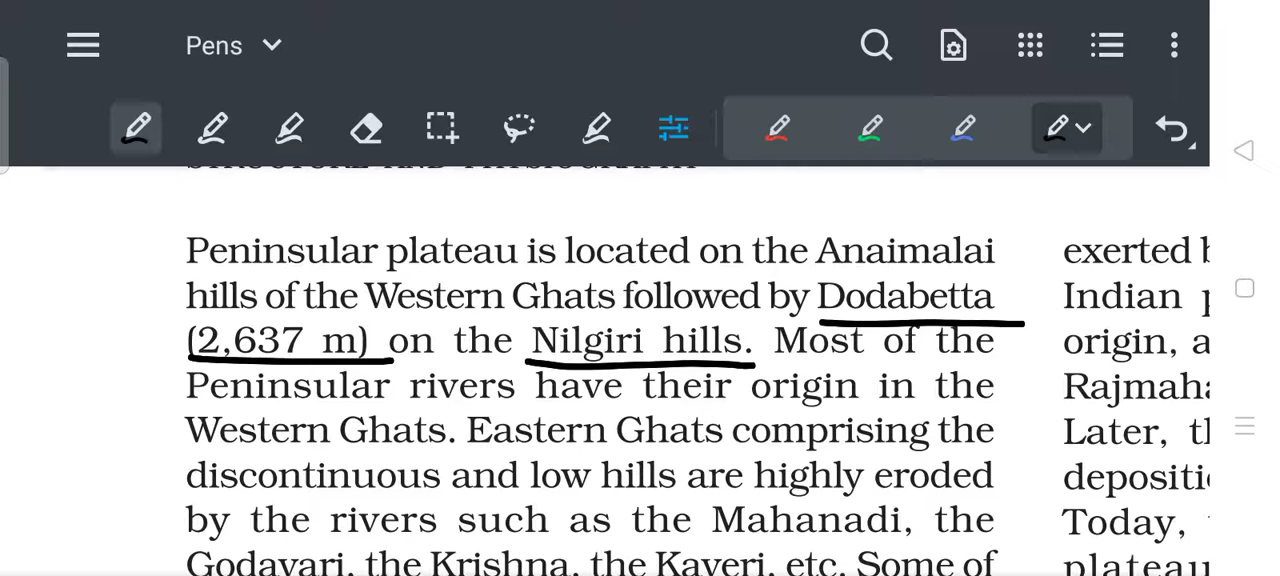 Pens
Peninsular plateau is located on the Anaimalai
hills of the Western Ghats followed by Dodabetta
(2,637 m) on the Nilgiri hills. Most of the
Peninsular rivers have their origin in the
Western Ghats. Eastern Ghats comprising the
discontinuous and low hills are highly eroded
by the rivers such as the Mahanadi, the
Godavari, the Krishna, the Kaveri, etc. Some of
exerted
Indian
origin,
Later,
Today,
plateau